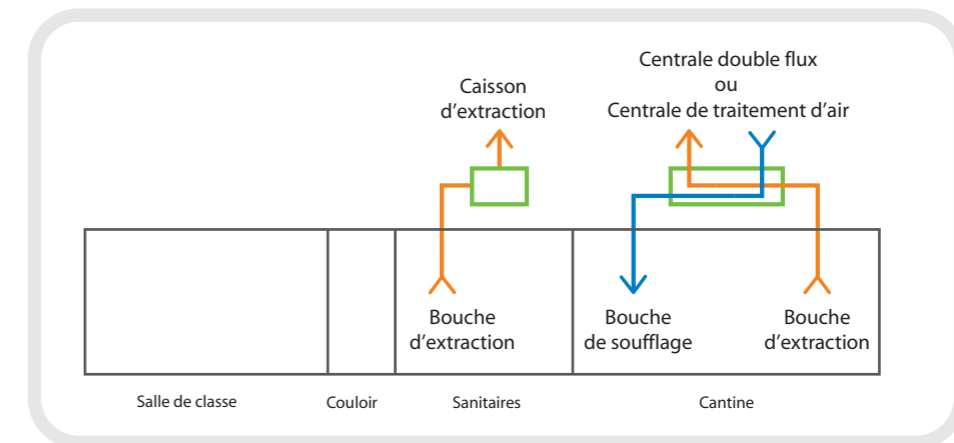 Centrale double flux
ou
Centrale de traitement d’air
Caisson
d’extraction
Bouche
d’extraction
Bouche
de soufflage
Bouche
d’extraction
Salle de classe
Couloir
Sanitaires
Cantine